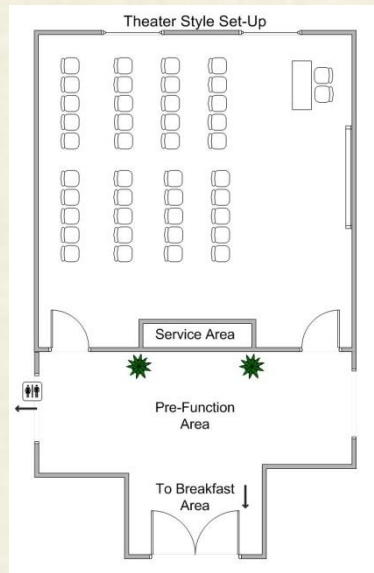 Theater Style Set-Up
Service Area
Pre-Function
Area
To Breakfast
Area